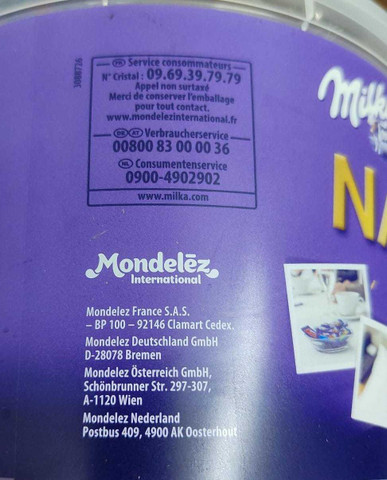 FR Service consommateurs
N° Cristal : 09.69.39.79.79
Appel non surtaxé
Merci de conserver l'emballage
pour tout contact.
www.mondelezinternational.fr
DE AT Verbraucherservice
00800 83 00 00 36
NL Consumentenservice
0900-4902902
www.milka.com
Milka
NA
Mondelēz
International
Mondelez France S.A.S.
– BP 100 – 92146 Clamart Cedex.
Mondelez Deutschland GmbH
D-28078 Bremen
Mondelez Österreich GmbH,
Schönbrunner Str. 297-307,
A-1120 Wien
Mondelez Nederland
Postbus 409, 4900 AK Oosterhout